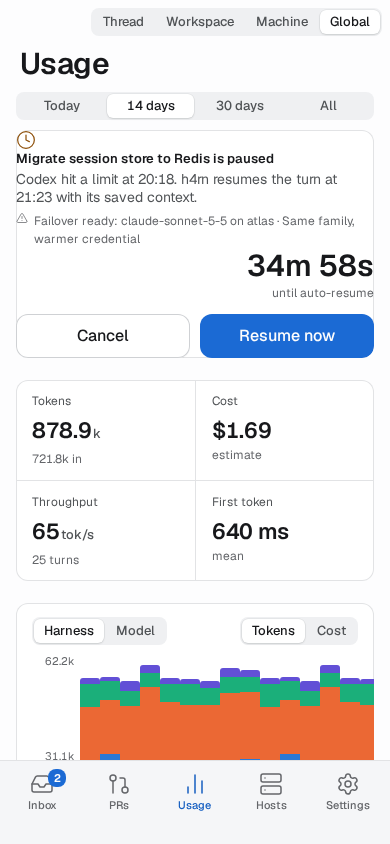 Thread Workspace Machine Global
Usage
Today 14 days 30 days All
Migrate session store to Redis is paused
Codex hit a limit at 20:18. h4m resumes the turn at
21:23 with its saved context.
Failover ready: claude-sonnet-5-5 on atlas · Same family,
warmer credential
34m 58s
until auto-resume
Cancel Resume now
Tokens Cost
878.9k $1.69
721.8k in estimate
Throughput First token
65 tok/s 640 ms
25 turns mean
Harness Model Tokens Cost
62.2k
31.1k
2
Inbox PRs Usage Hosts Settings